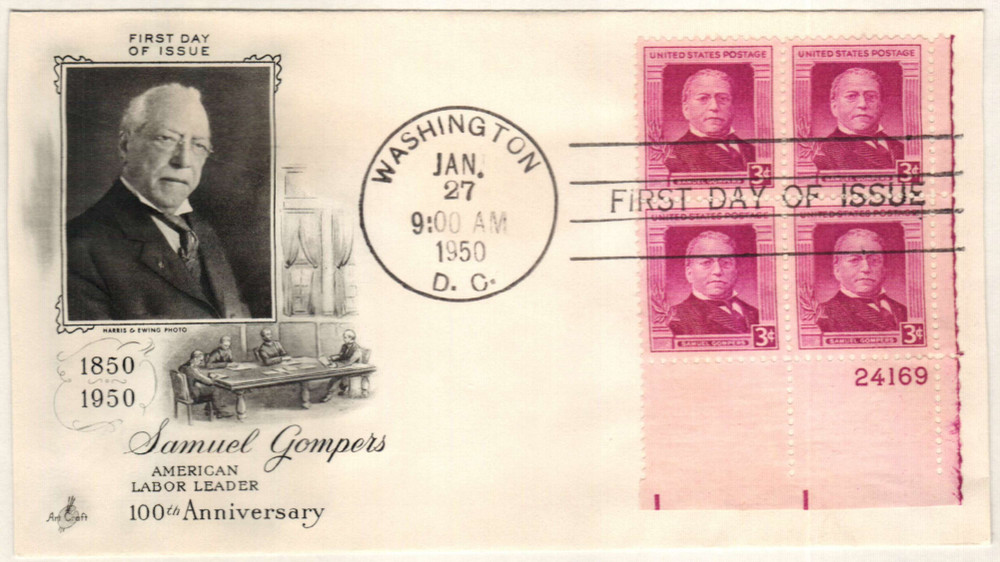 FIRST DAY
OF ISSUE
HARRIS & EWING PHOTO
1850
1950
Samuel Gompers
AMERICAN
LABOR LEADER
100th Anniversary
Art Craft
WASHINGTON
JAN.
27
9:00 AM
1950
D. C.
FIRST DAY OF ISSUE
UNITED STATES POSTAGE
3¢
UNITED STATES POSTAGE
3¢
UNITED STATES POSTAGE
SAMUEL GOMPERS
3¢
UNITED STATES POSTAGE
SAMUEL GOMPERS
3¢
24169